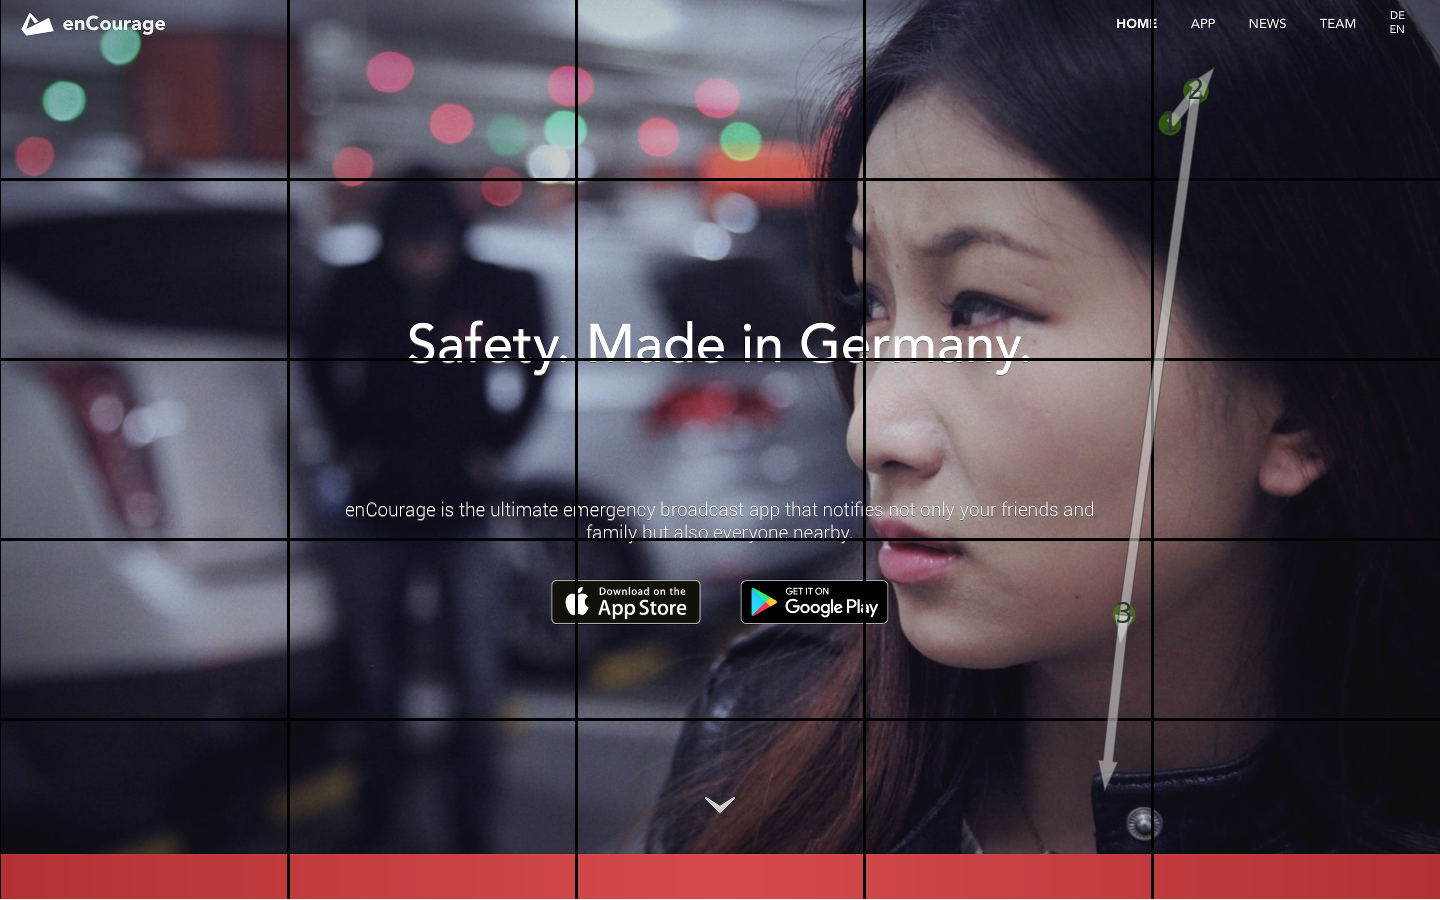 enCourage
HOME APP NEWS TEAM DE
EN
2
1
Safety. Made in Germany.
enCourage is the ultimate emergency broadcast app that notifies not only your friends and
family but also everyone nearby.
Download on the
App Store
GET IT ON
Google Play
3